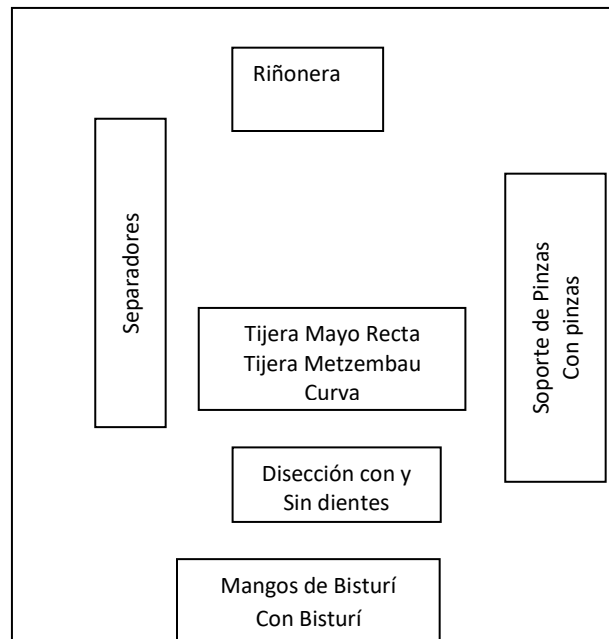 Riñonera
Separadores
Soporte de Pinzas
Con pinzas
Tijera Mayo Recta
Tijera Metzembau
Curva
Disección con y
Sin dientes
Mangos de Bisturí
Con Bisturí